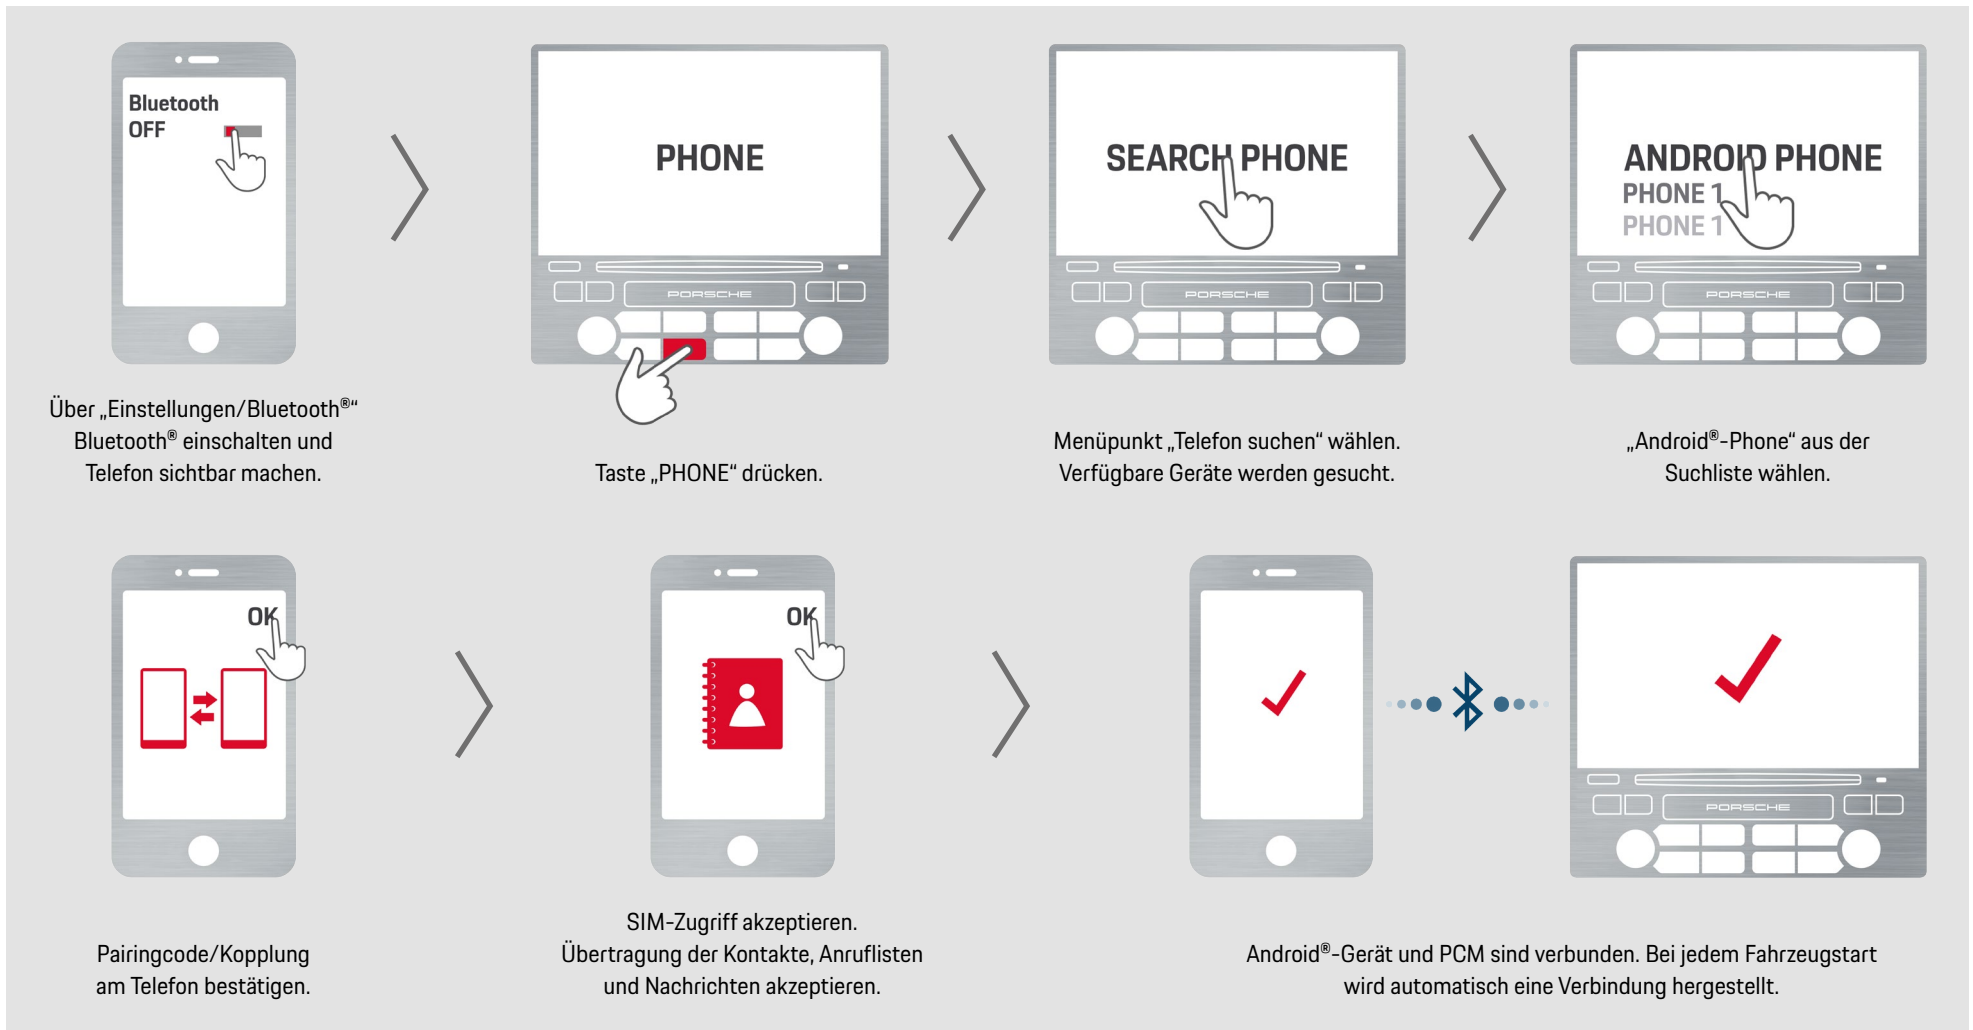 Bluetooth
OFF
Über „Einstellungen/Bluetooth®“
Bluetooth® einschalten und
Telefon sichtbar machen.
PHONE
PORSCHE
Taste „PHONE“ drücken.
SEARCH PHONE
PORSCHE
Menüpunkt „Telefon suchen“ wählen.
Verfügbare Geräte werden gesucht.
ANDROID PHONE
PHONE 1
PHONE 1
PORSCHE
„Android®-Phone“ aus der
Suchliste wählen.
OK
Pairingcode/Kopplung
am Telefon bestätigen.
OK
SIM-Zugriff akzeptieren.
Übertragung der Kontakte, Anruflisten
und Nachrichten akzeptieren.
PORSCHE
Android®-Gerät und PCM sind verbunden. Bei jedem Fahrzeugstart
wird automatisch eine Verbindung hergestellt.